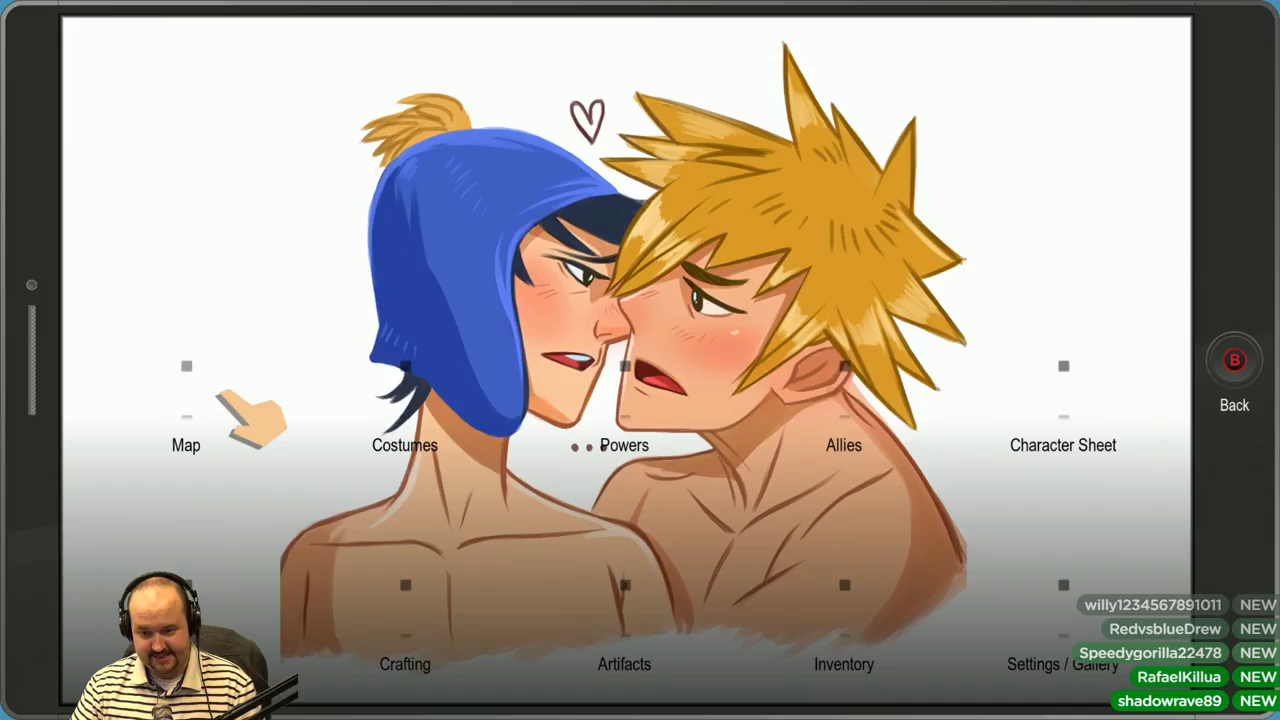 B
Back
Map
Costumes
Powers
Allies
Character Sheet
Crafting
Artifacts
Inventory
Settings / Gallery
willy1234567891011 NEW
RedvsblueDrew NEW
Speedygorilla22478 NEW
RafaelKillua NEW
shadowrave89 NEW